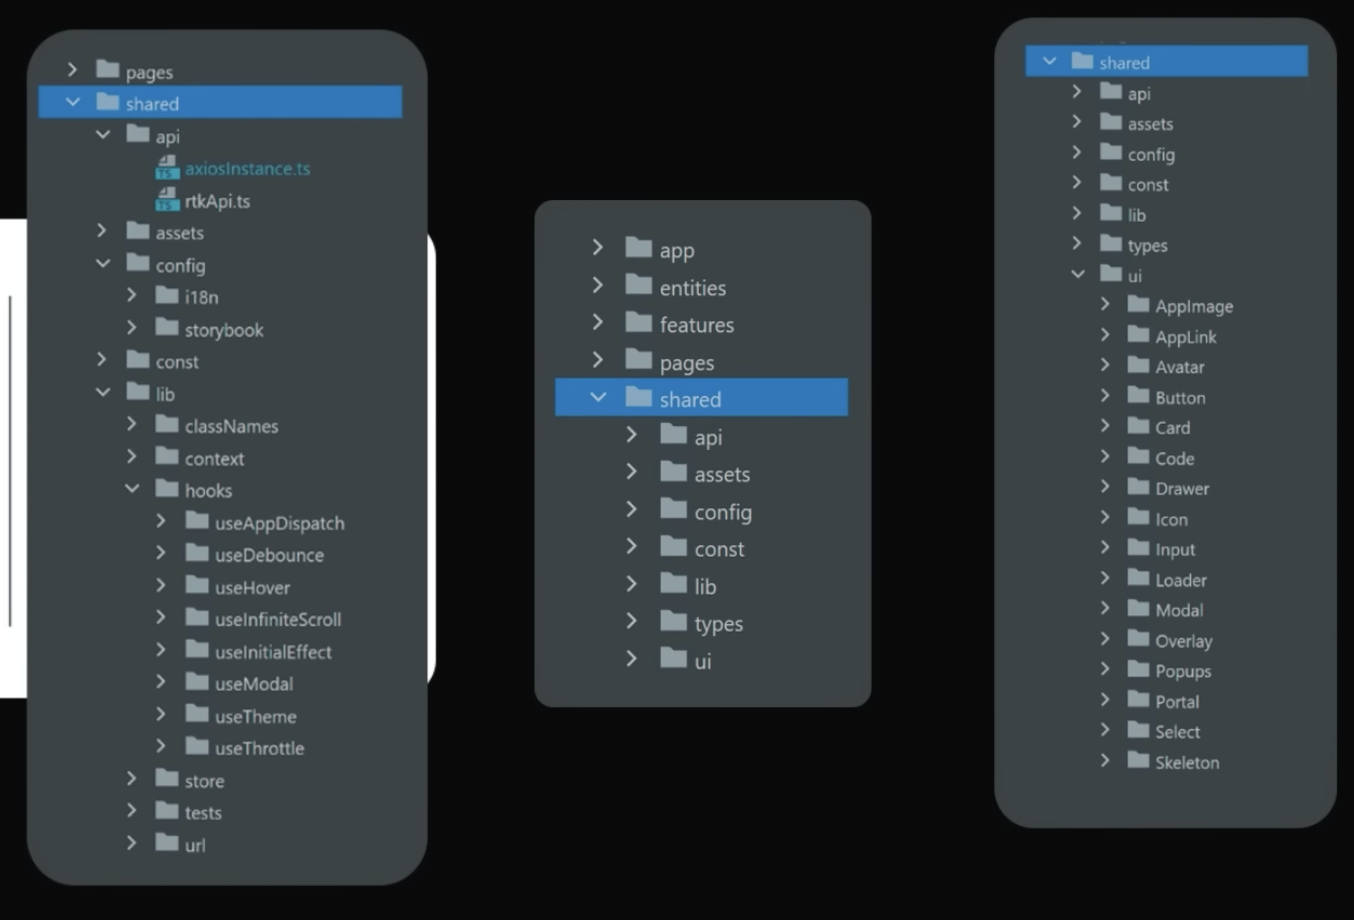 pages
shared
api
axiosInstance.ts
rtkApi.ts
assets
config
i18n
storybook
const
lib
classNames
context
hooks
useAppDispatch
useDebounce
useHover
useInfiniteScroll
useInitialEffect
useModal
useTheme
useThrottle
store
tests
url
app
entities
features
pages
shared
api
assets
config
const
lib
types
ui
shared
api
assets
config
const
lib
types
ui
AppImage
AppLink
Avatar
Button
Card
Code
Drawer
Icon
Input
Loader
Modal
Overlay
Popups
Portal
Select
Skeleton